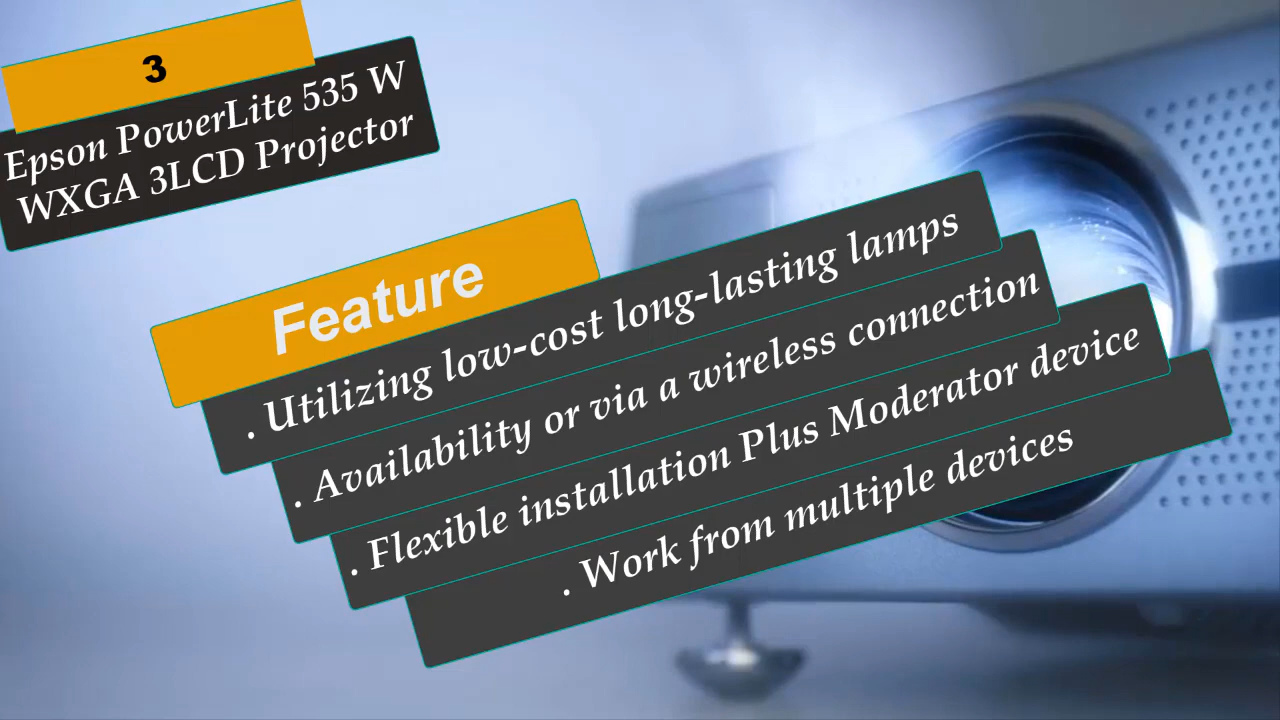 3
Epson PowerLite 535 W
WXGA 3LCD Projector
Feature
. Utilizing low-cost long-lasting lamps
. Availability or via a wireless connection
. Flexible installation Plus Moderator device
. Work from multiple devices